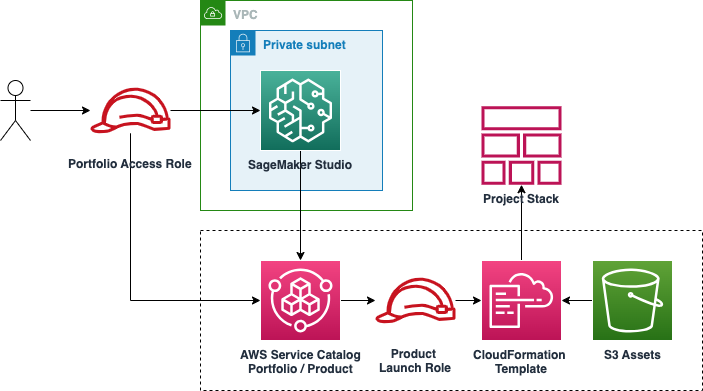 VPC
Private subnet
Portfolio Access Role
SageMaker Studio
Project Stack
AWS Service Catalog
Portfolio / Product
Product
Launch Role
CloudFormation
Template
S3 Assets